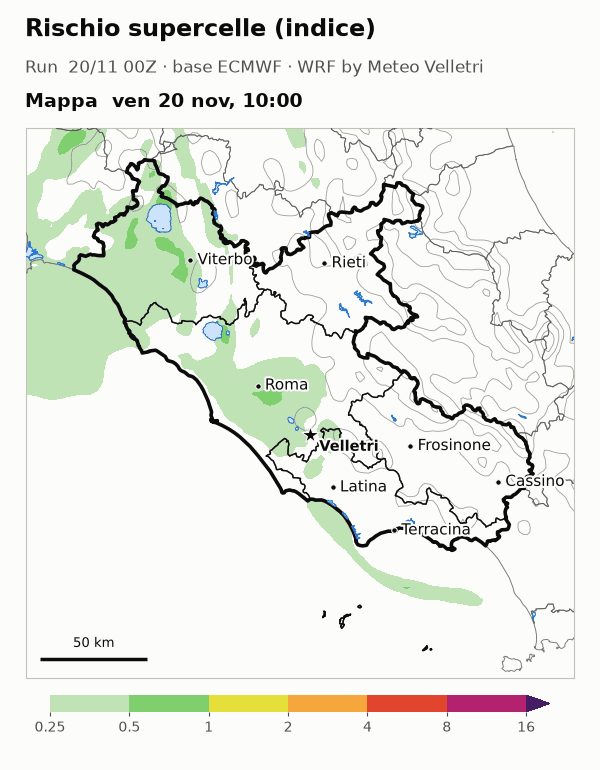 Rischio supercelle (indice)
Run  20/11 00Z · base ECMWF · WRF by Meteo Velletri
Mappa  ven 20 nov, 10:00
Viterbo
Rieti
Roma
Velletri
Frosinone
Cassino
Latina
Terracina
50 km
0.25 0.5 1 2 4 8 16